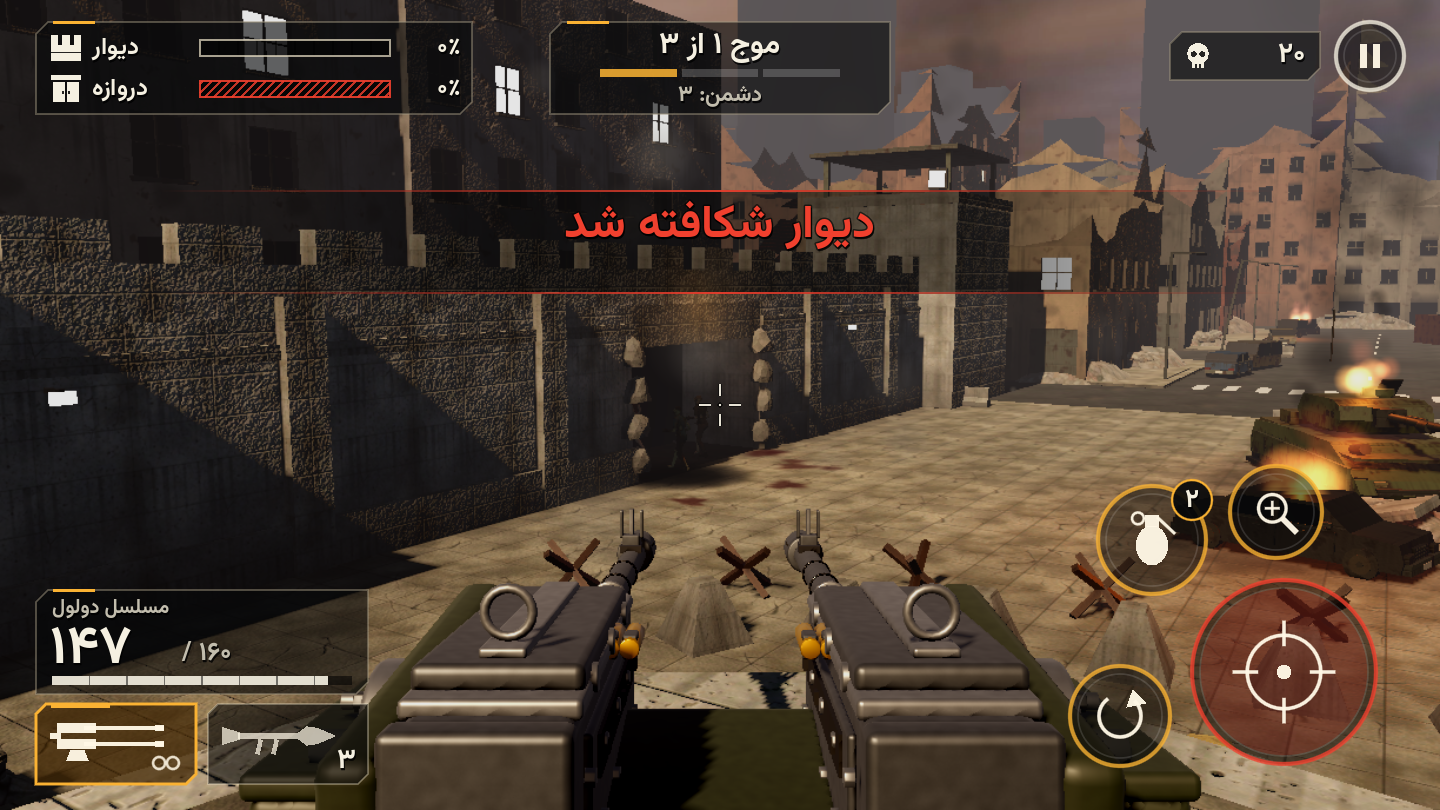 دیوار ۰٪
دروازه ۰٪
موج ۱ از ۳
دشمن: ۳
۲۰
دیوار شکافته شد
۲
مسلسل دولول
۱۴۷ / ۱۶۰
∞
۳